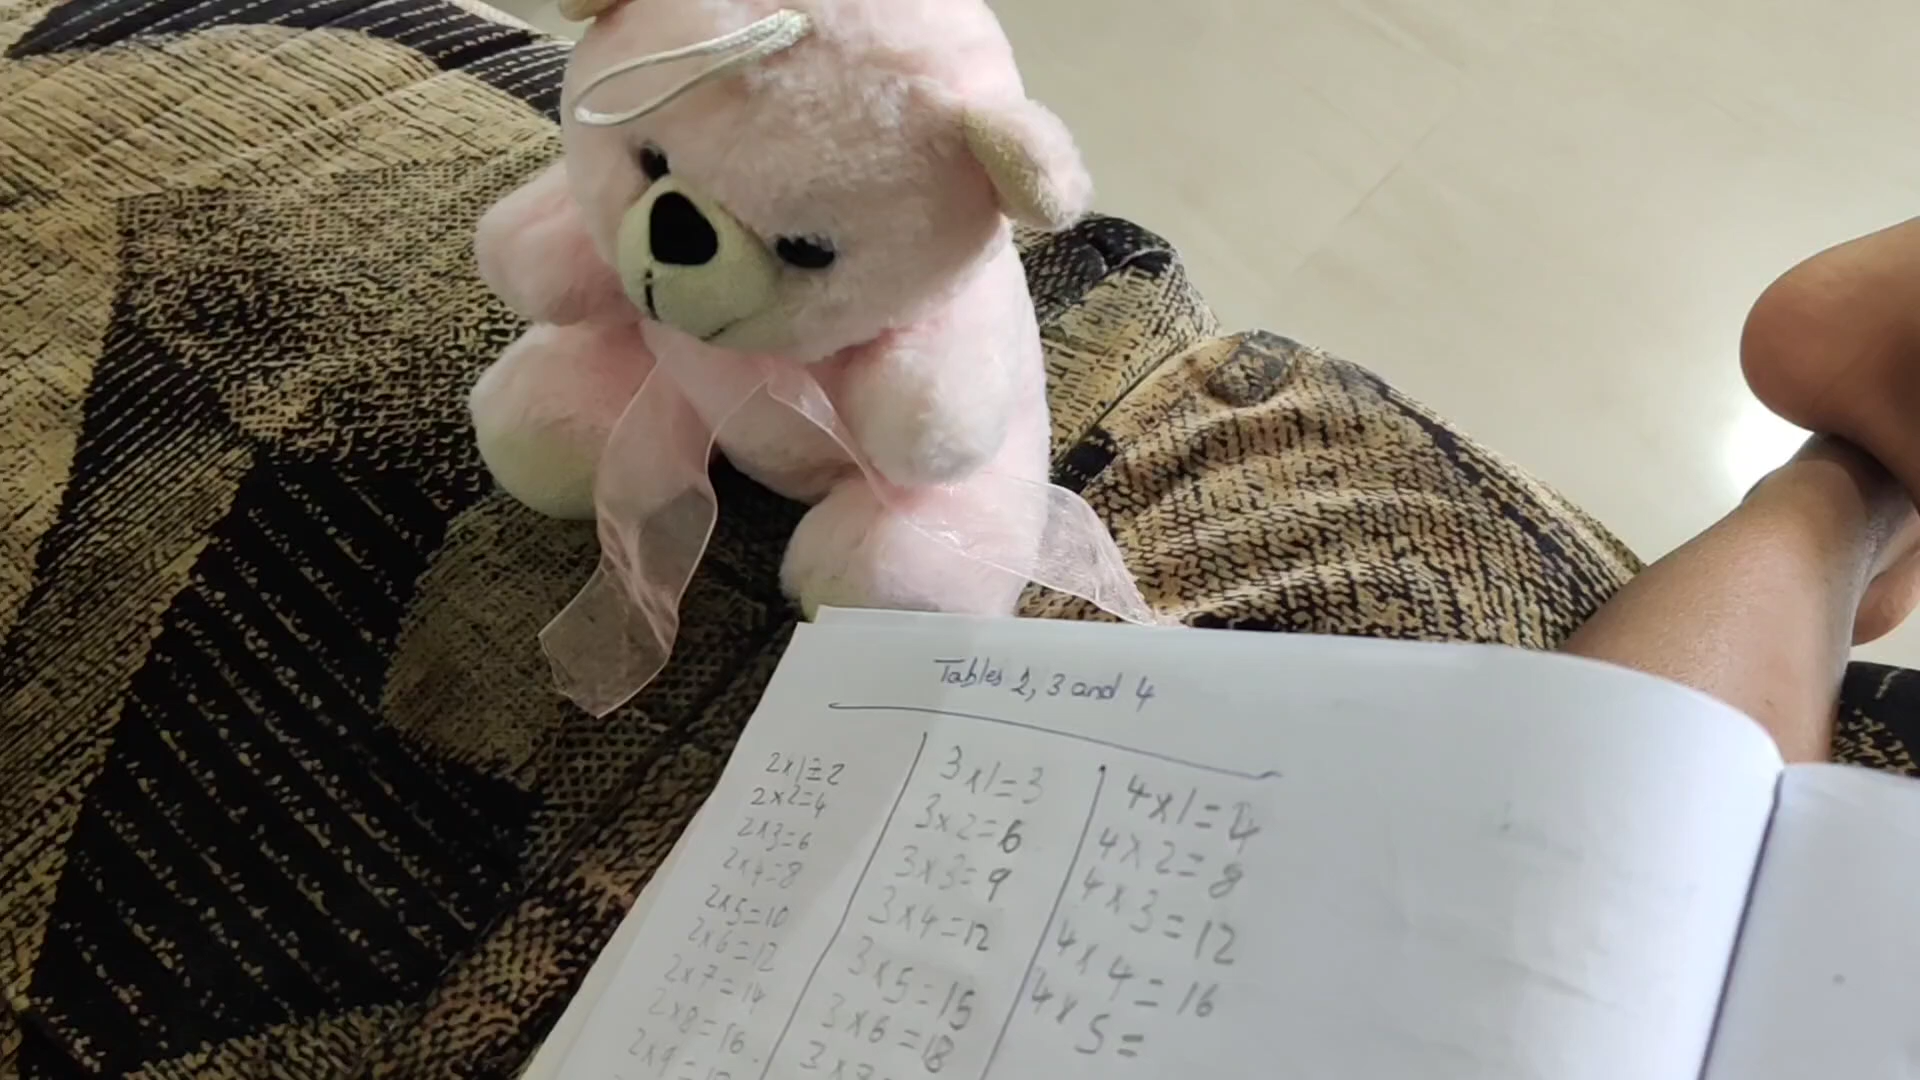 Tables 2, 3 and 4
2x1=2
2x2=4
2x3=6
2x4=8
2x5=10
2x6=12
2x7=14
2x8=16
2x9=
3x1=3
3x2=6
3x3=9
3x4=12
3x5=15
3x6=18
3x7
4x1=4
4x2=8
4x3=12
4x4=16
4x5=